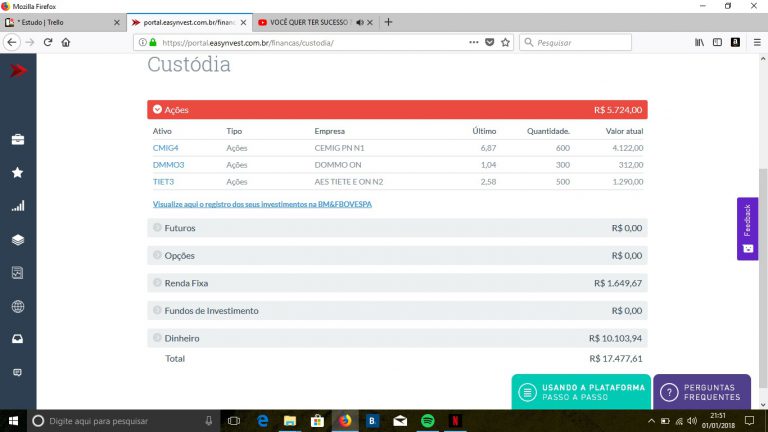 Mozilla Firefox
* Estudo | Trello
portal.easynvest.com.br/financ
VOCÊ QUER TER SUCESSO
https://portal.easynvest.com.br/financas/custodia/
Pesquisar
Custódia
Ações R$ 5.724,00
Ativo Tipo Empresa Último Quantidade. Valor atual
CMIG4 Ações CEMIG PN N1 6,87 600 4.122,00
DMMO3 Ações DOMMO ON 1,04 300 312,00
TIET3 Ações AES TIETE E ON N2 2,58 500 1.290,00
Visualize aqui o registro dos seus investimentos na BM&FBOVESPA
Feedback
Futuros R$ 0,00
Opções R$ 0,00
Renda Fixa R$ 1.649,67
Fundos de Investimento R$ 0,00
Dinheiro R$ 10.103,94
Total R$ 17.477,61
USANDO A PLATAFORMA
PASSO A PASSO
PERGUNTAS
FREQUENTES
Digite aqui para pesquisar
21:51
01/01/2018